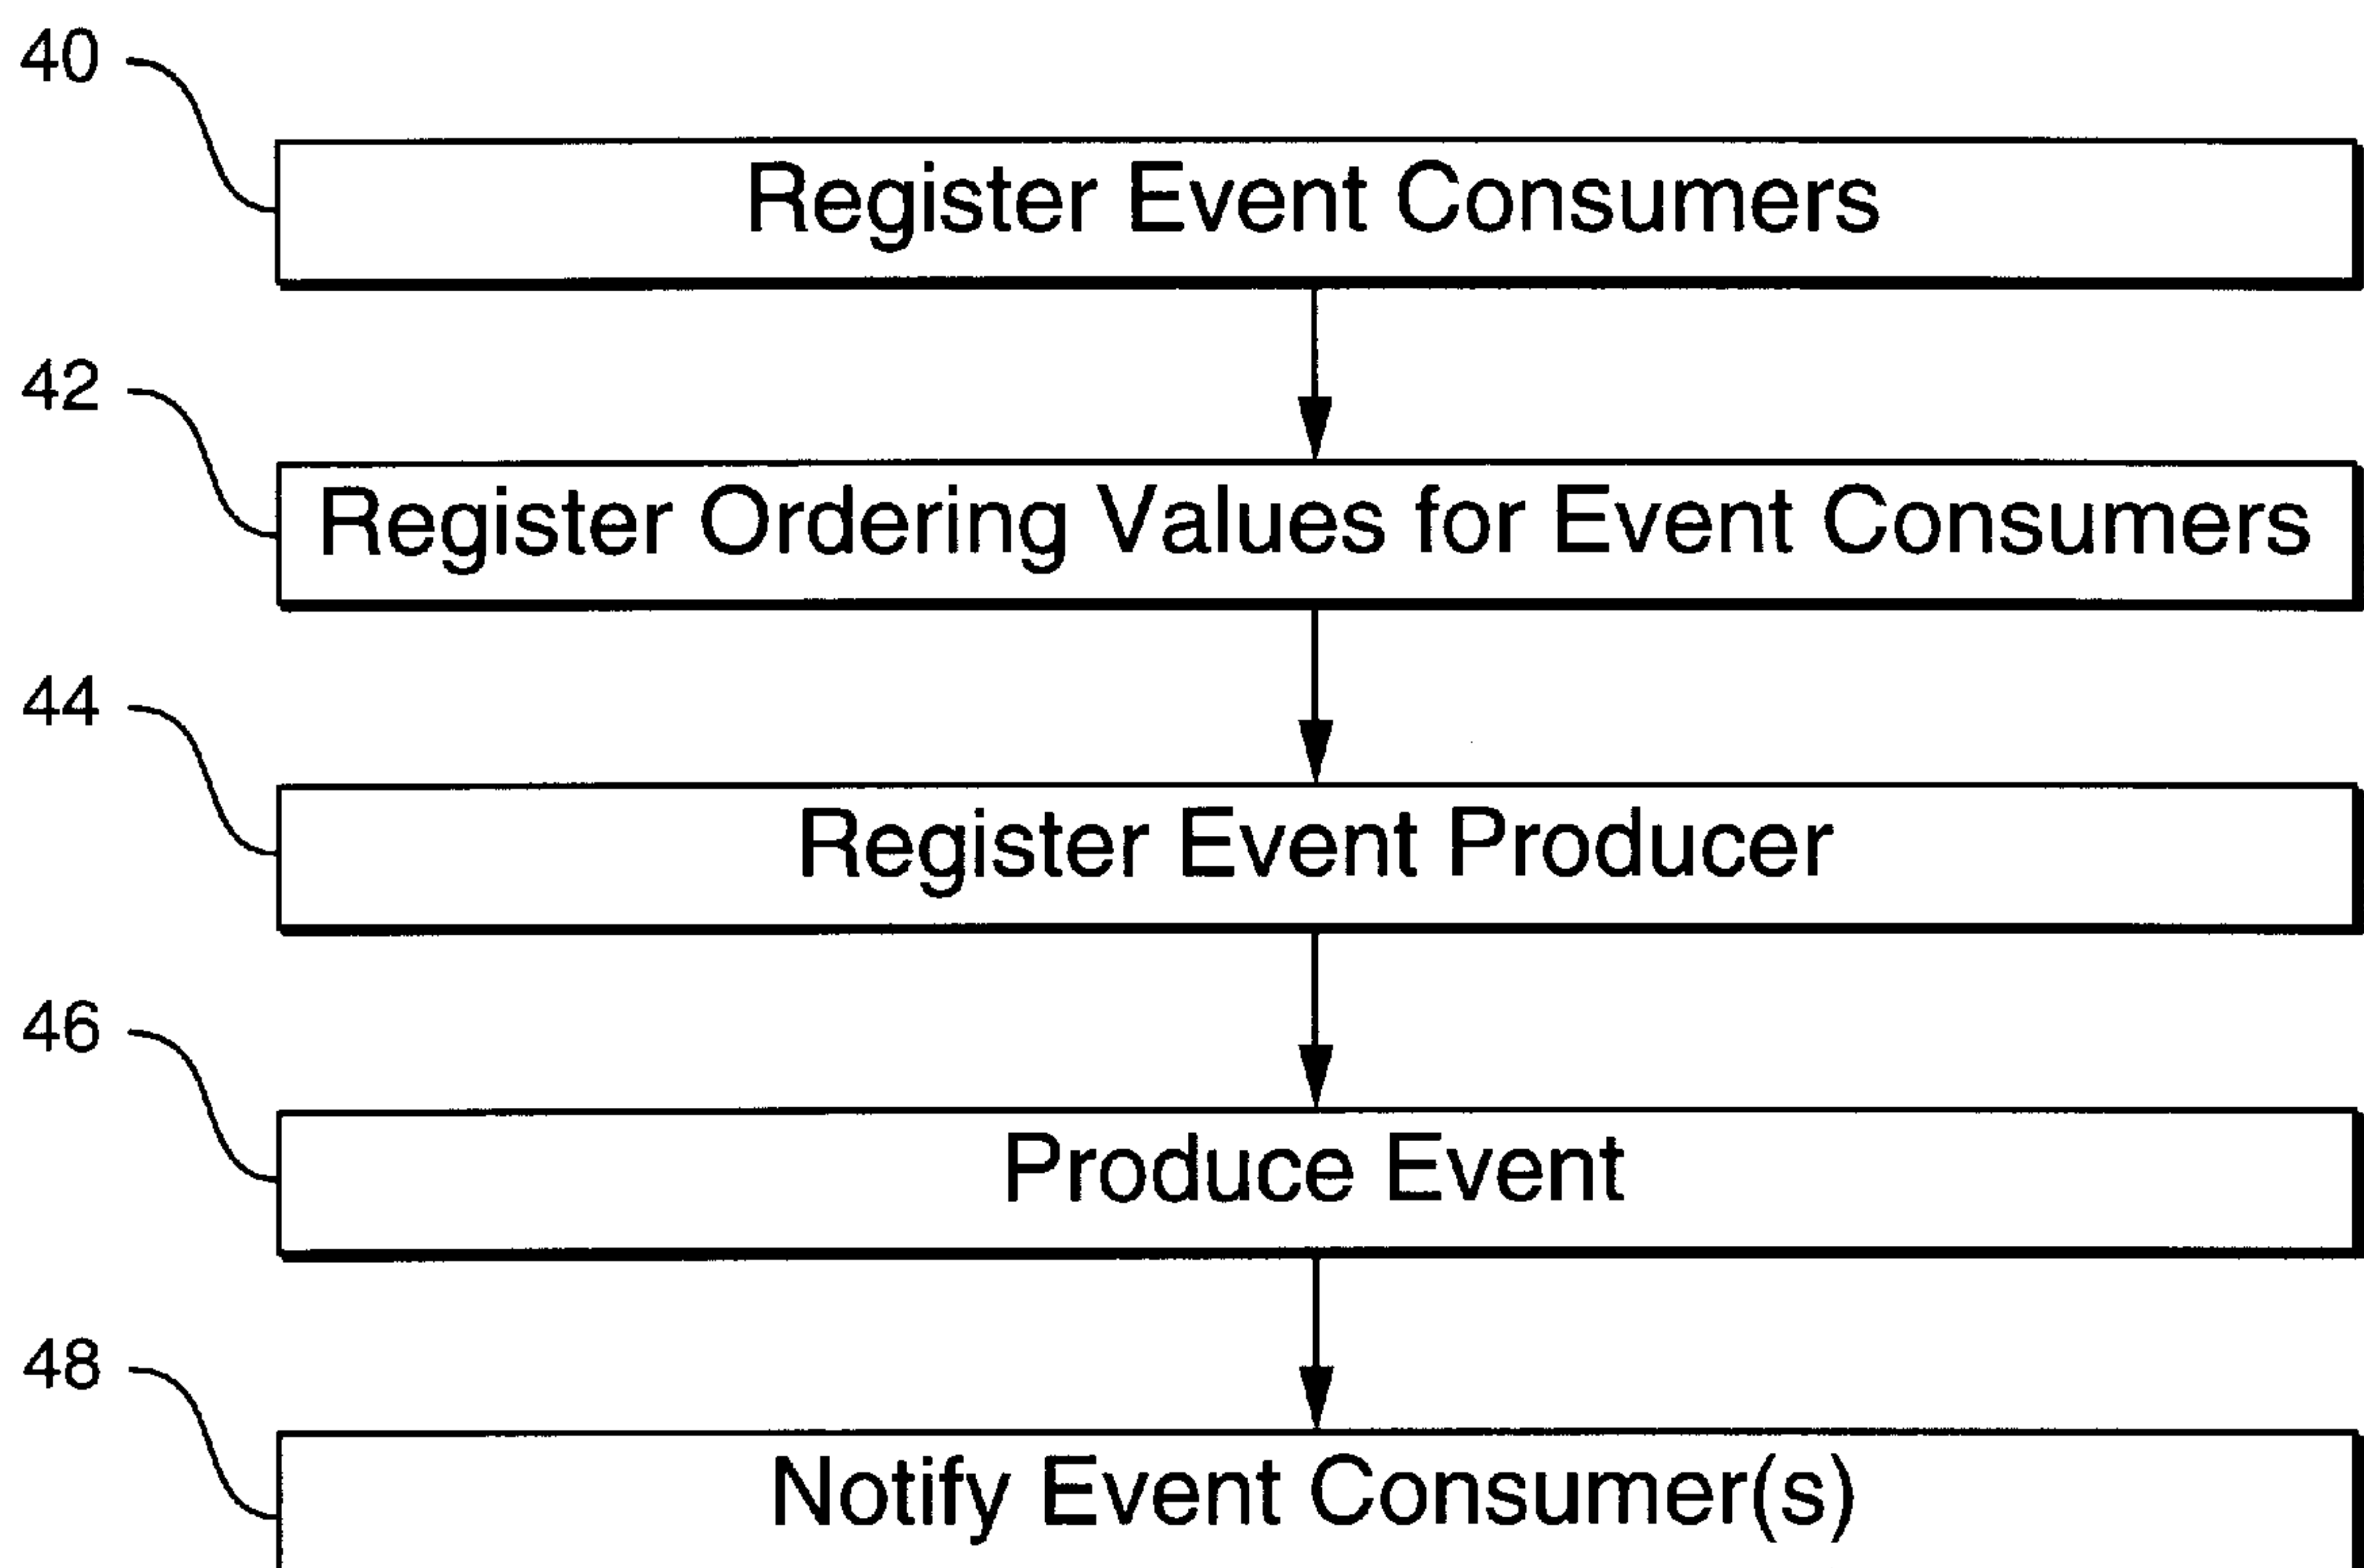 40
Register Event Consumers
42
Register Ordering Values for Event Consumers
44
Register Event Producer
46
Produce Event
48
Notify Event Consumer(s)